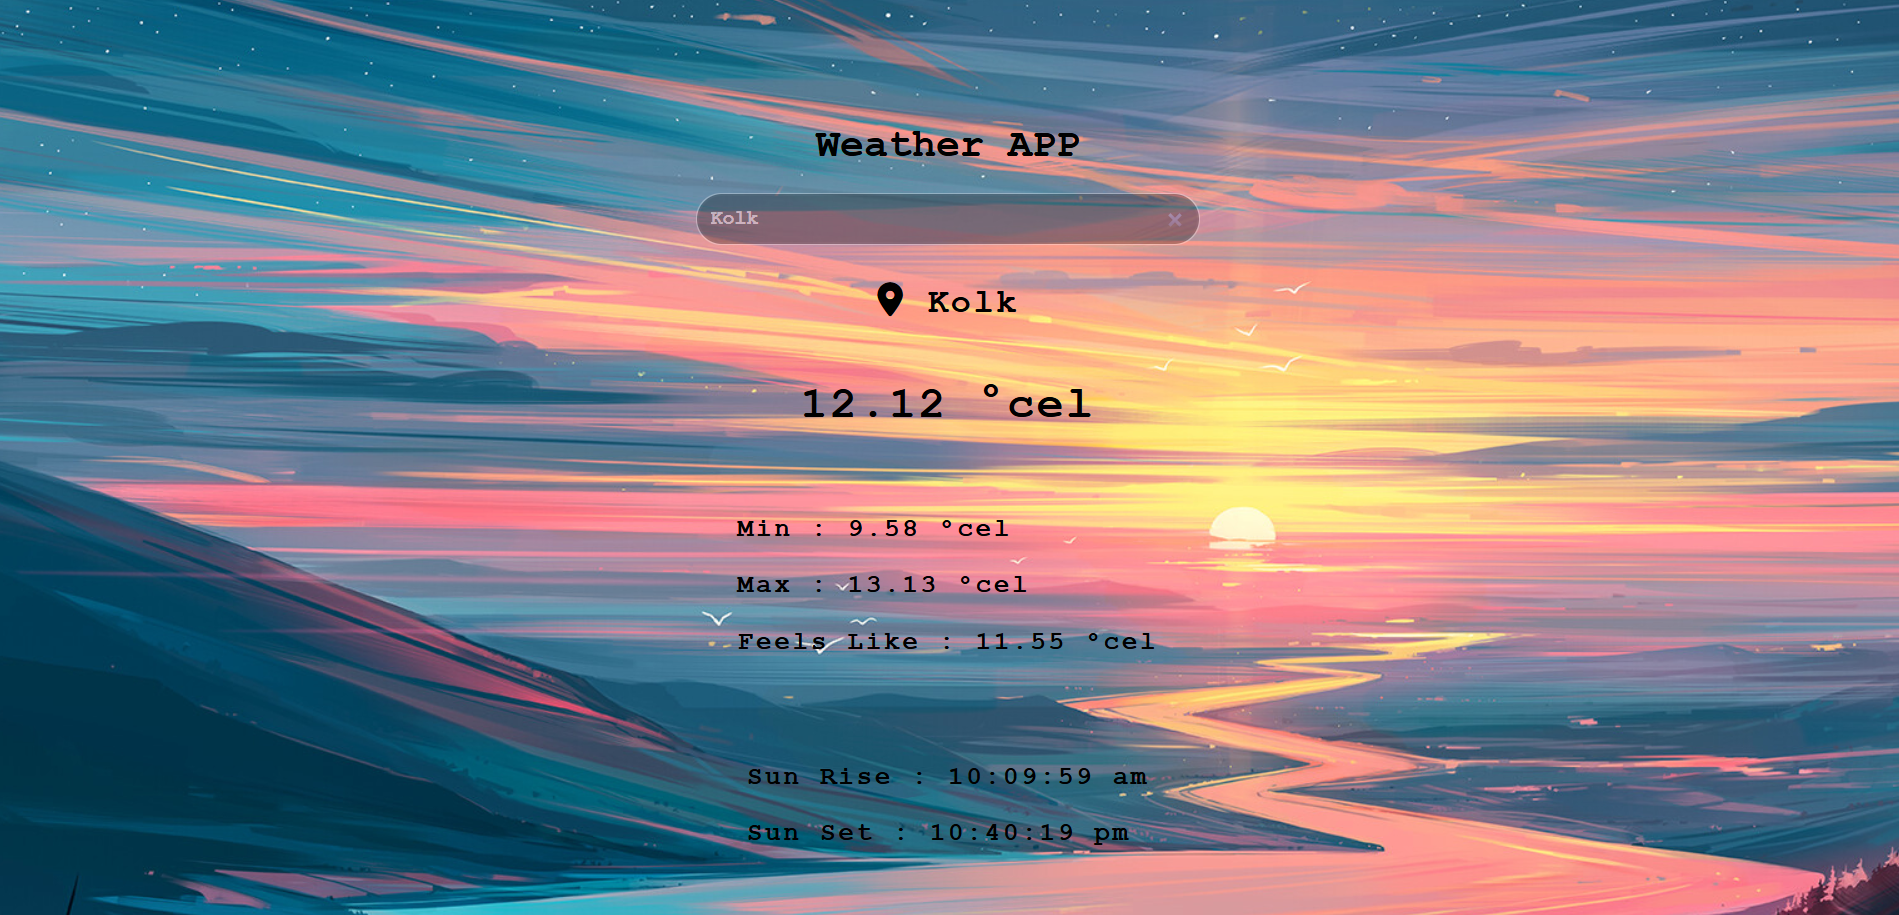 Weather APP
Kolk
Kolk
12.12 °cel
Min : 9.58 °cel
Max : 13.13 °cel
Feels Like : 11.55 °cel
Sun Rise : 10:09:59 am
Sun Set : 10:40:19 pm